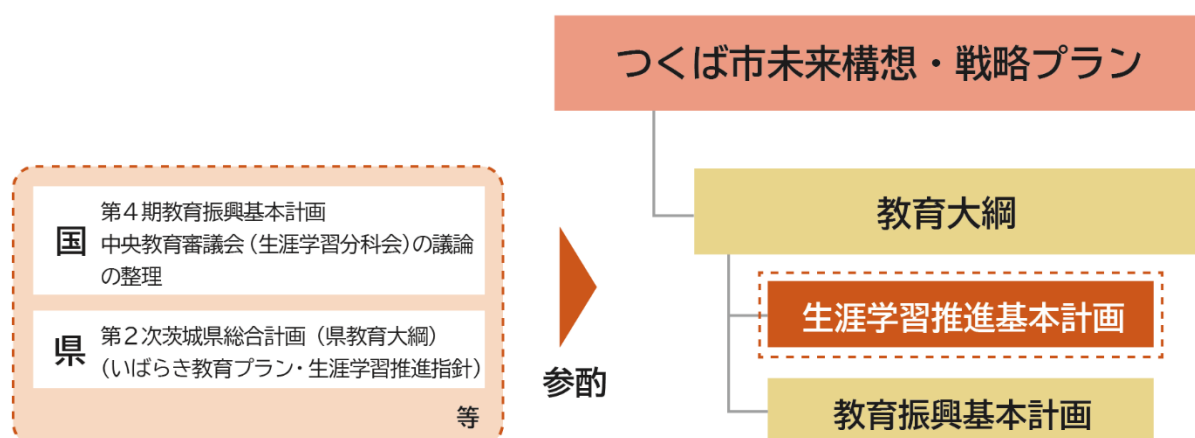 つくば市未来構想・戦略プラン
教育大綱
生涯学習推進基本計画
教育振興基本計画
国
第４期教育振興基本計画
中央教育審議会（生涯学習分科会）の議論
の整理
県
第２次茨城県総合計画（県教育大綱）
（いばらき教育プラン・生涯学習推進指針）
等
参酌